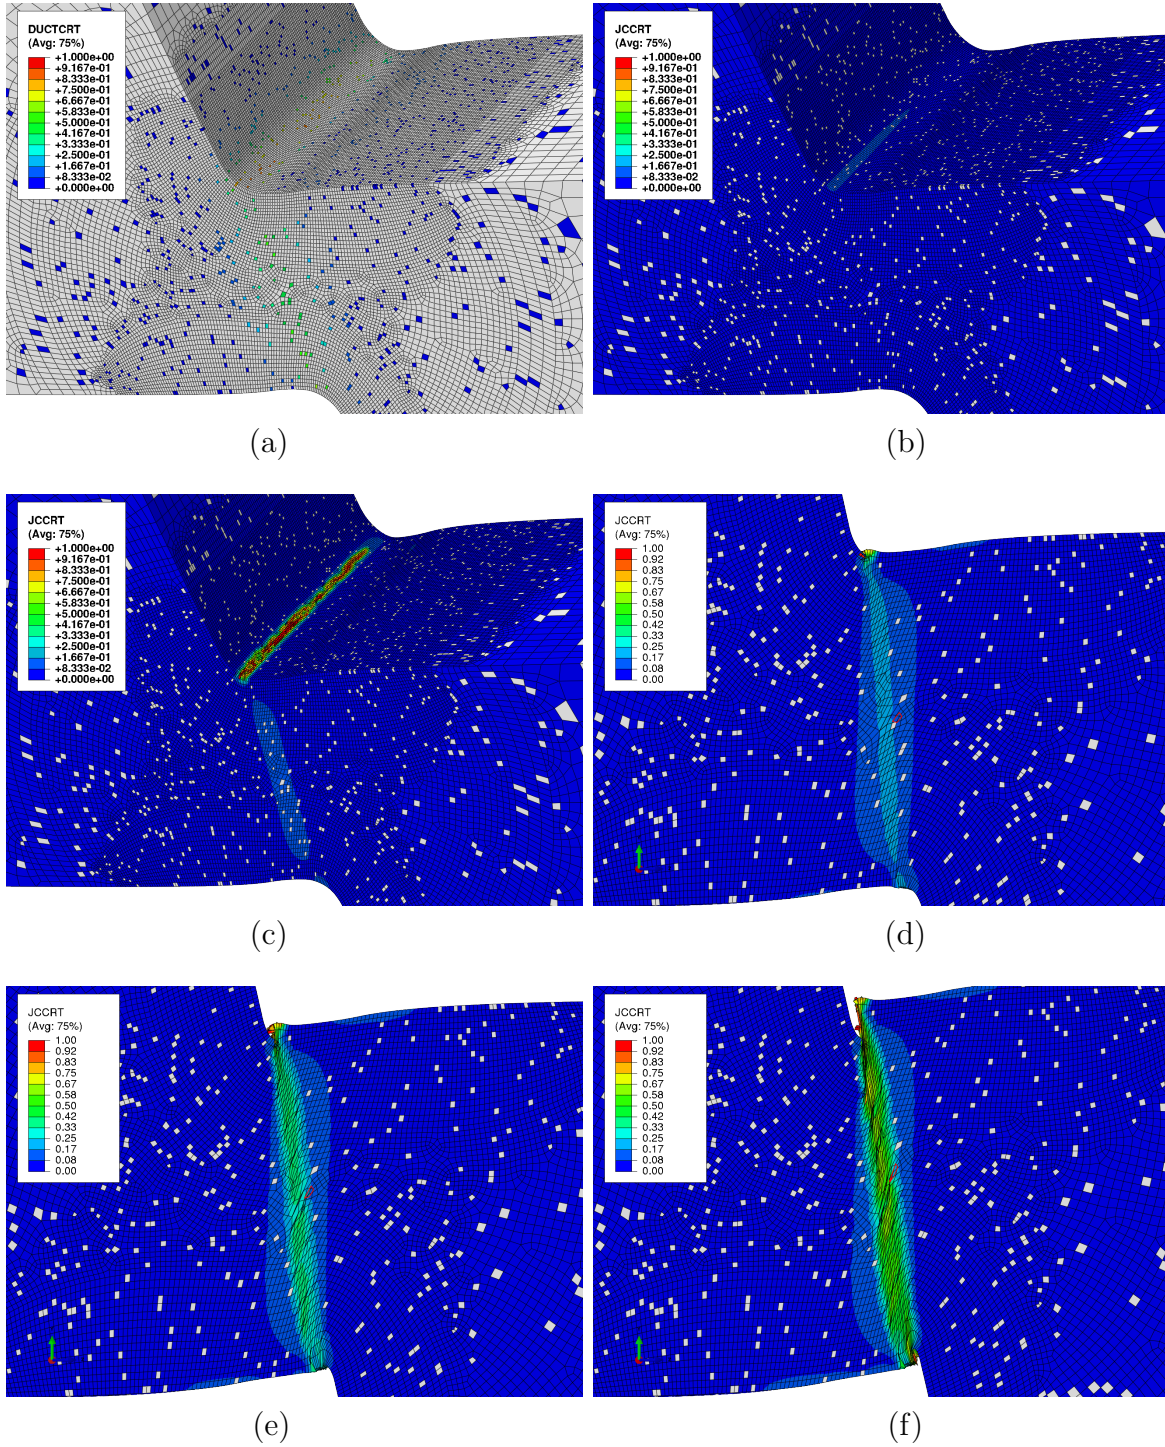 DUCTCRT
(Avg: 75%)
+1.000e+00
+9.167e-01
+8.333e-01
+7.500e-01
+6.667e-01
+5.833e-01
+5.000e-01
+4.167e-01
+3.333e-01
+2.500e-01
+1.667e-01
+8.333e-02
+0.000e+00
(a)
JCCRT
(Avg: 75%)
+1.000e+00
+9.167e-01
+8.333e-01
+7.500e-01
+6.667e-01
+5.833e-01
+5.000e-01
+4.167e-01
+3.333e-01
+2.500e-01
+1.667e-01
+8.333e-02
+0.000e+00
(b)
JCCRT
(Avg: 75%)
+1.000e+00
+9.167e-01
+8.333e-01
+7.500e-01
+6.667e-01
+5.833e-01
+5.000e-01
+4.167e-01
+3.333e-01
+2.500e-01
+1.667e-01
+8.333e-02
+0.000e+00
(c)
JCCRT
(Avg: 75%)
1.00
0.92
0.83
0.75
0.67
0.58
0.50
0.42
0.33
0.25
0.17
0.08
0.00
(d)
JCCRT
(Avg: 75%)
1.00
0.92
0.83
0.75
0.67
0.58
0.50
0.42
0.33
0.25
0.17
0.08
0.00
(e)
JCCRT
(Avg: 75%)
1.00
0.92
0.83
0.75
0.67
0.58
0.50
0.42
0.33
0.25
0.17
0.08
0.00
(f)